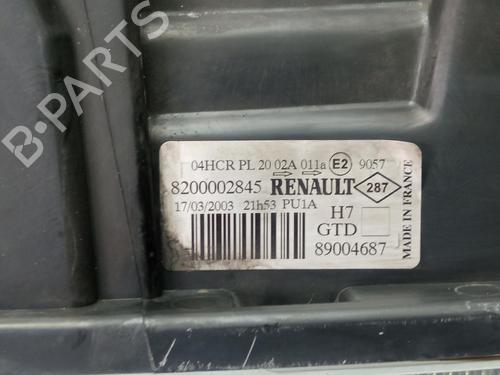 B-PARTS
04HCR PL 20 02A 011a E2 9057
8200002845 RENAULT 287
17/03/2003 21h53 PU1A
H7
GTD
89004687
MADE IN FRANCE